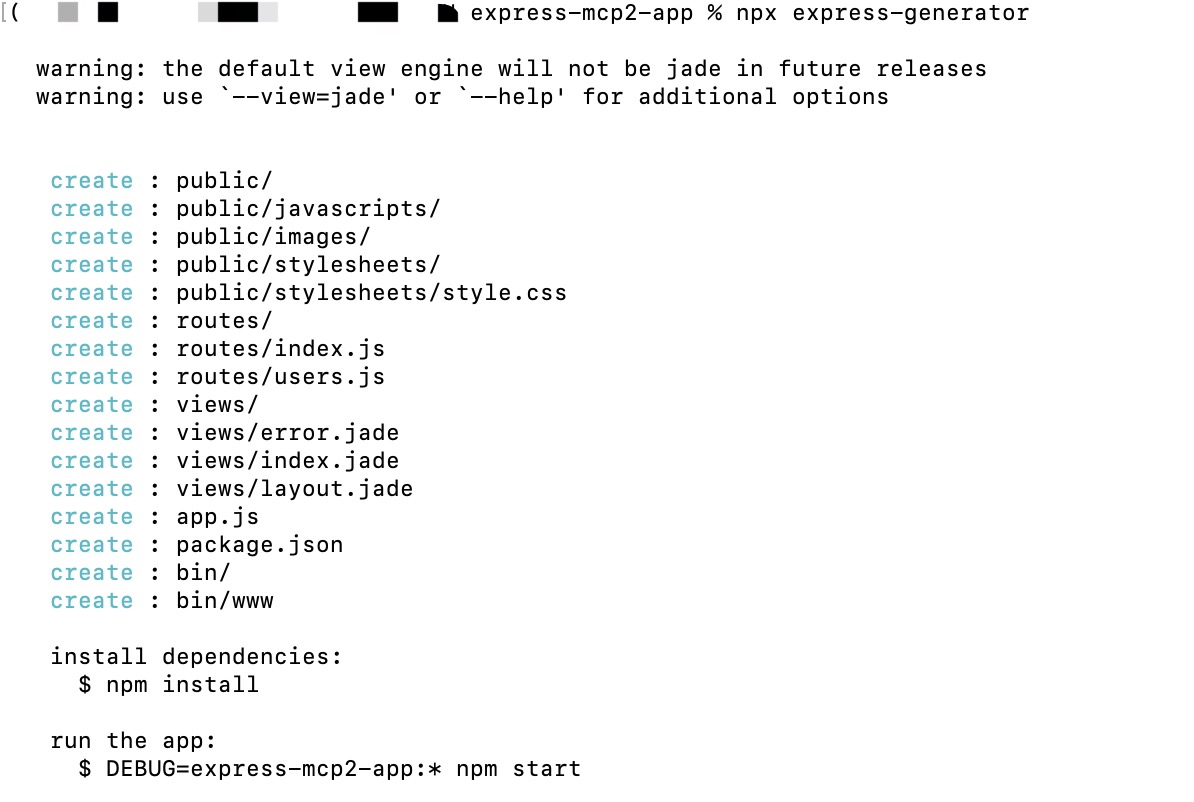 [( express-mcp2-app % npx express-generator
warning: the default view engine will not be jade in future releases
warning: use `--view=jade' or `--help' for additional options
create : public/
create : public/javascripts/
create : public/images/
create : public/stylesheets/
create : public/stylesheets/style.css
create : routes/
create : routes/index.js
create : routes/users.js
create : views/
create : views/error.jade
create : views/index.jade
create : views/layout.jade
create : app.js
create : package.json
create : bin/
create : bin/www
install dependencies:
$ npm install
run the app:
$ DEBUG=express-mcp2-app:* npm start